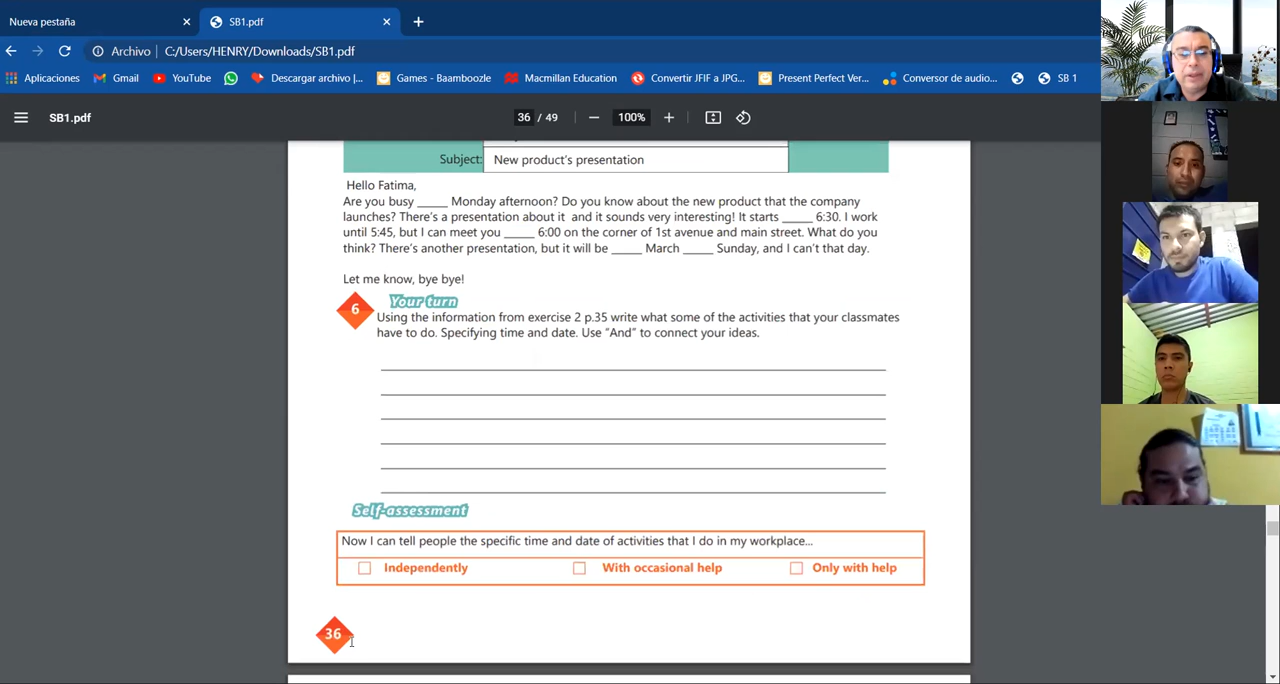 Nueva pestaña
SB1.pdf
Archivo | C:/Users/HENRY/Downloads/SB1.pdf
Aplicaciones
Gmail
YouTube
Descargar archivo |...
Games - Baamboozle
Macmillan Education
Convertir JFIF a JPG...
Present Perfect Ver...
Conversor de audio...
SB 1
SB1.pdf
36 / 49
100%
Subject: New product's presentation
Hello Fatima,
Are you busy _____ Monday afternoon? Do you know about the new product that the company
launches? There's a presentation about it and it sounds very interesting! It starts _____ 6:30. I work
until 5:45, but I can meet you _____ 6:00 on the corner of 1st avenue and main street. What do you
think? There's another presentation, but it will be _____ March _____ Sunday, and I can't that day.
Let me know, bye bye!
6
Your turn
Using the information from exercise 2 p.35 write what some of the activities that your classmates
have to do. Specifying time and date. Use “And” to connect your ideas.
Self-assessment
Now I can tell people the specific time and date of activities that I do in my workplace...
Independently
With occasional help
Only with help
36